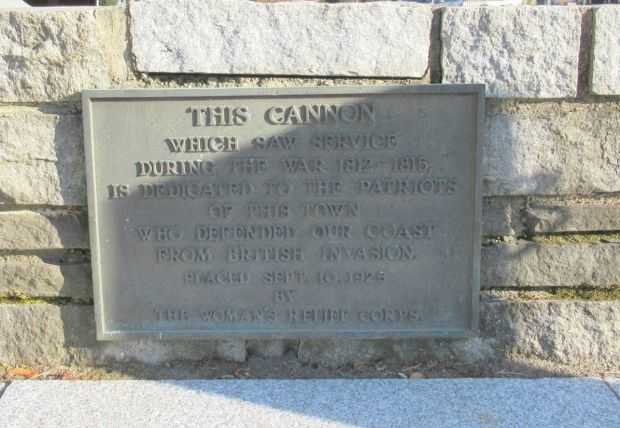 THIS CANNON
WHICH SAW SERVICE
DURING THE WAR 1812-1815,
IS DEDICATED TO THE PATRIOTS
OF THIS TOWN
WHO DEFENDED OUR COAST
FROM BRITISH INVASION.
PLACED SEPT. 10, 1925
BY
THE WOMAN'S RELIEF CORPS.